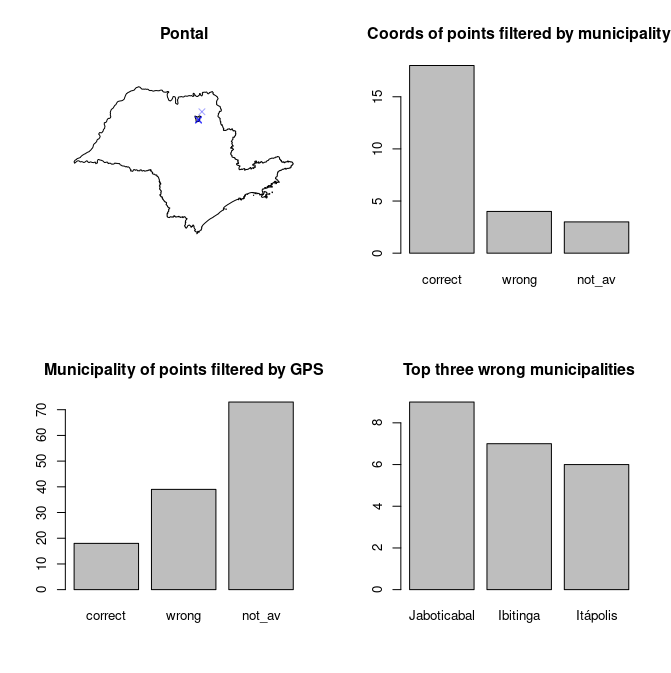 Pontal
Coords of points filtered by municipality
15
10
5
0
correct wrong not_av
Municipality of points filtered by GPS
70
60
50
40
30
20
10
0
correct wrong not_av
Top three wrong municipalities
8
6
4
2
0
Jaboticabal Ibitinga Itápolis